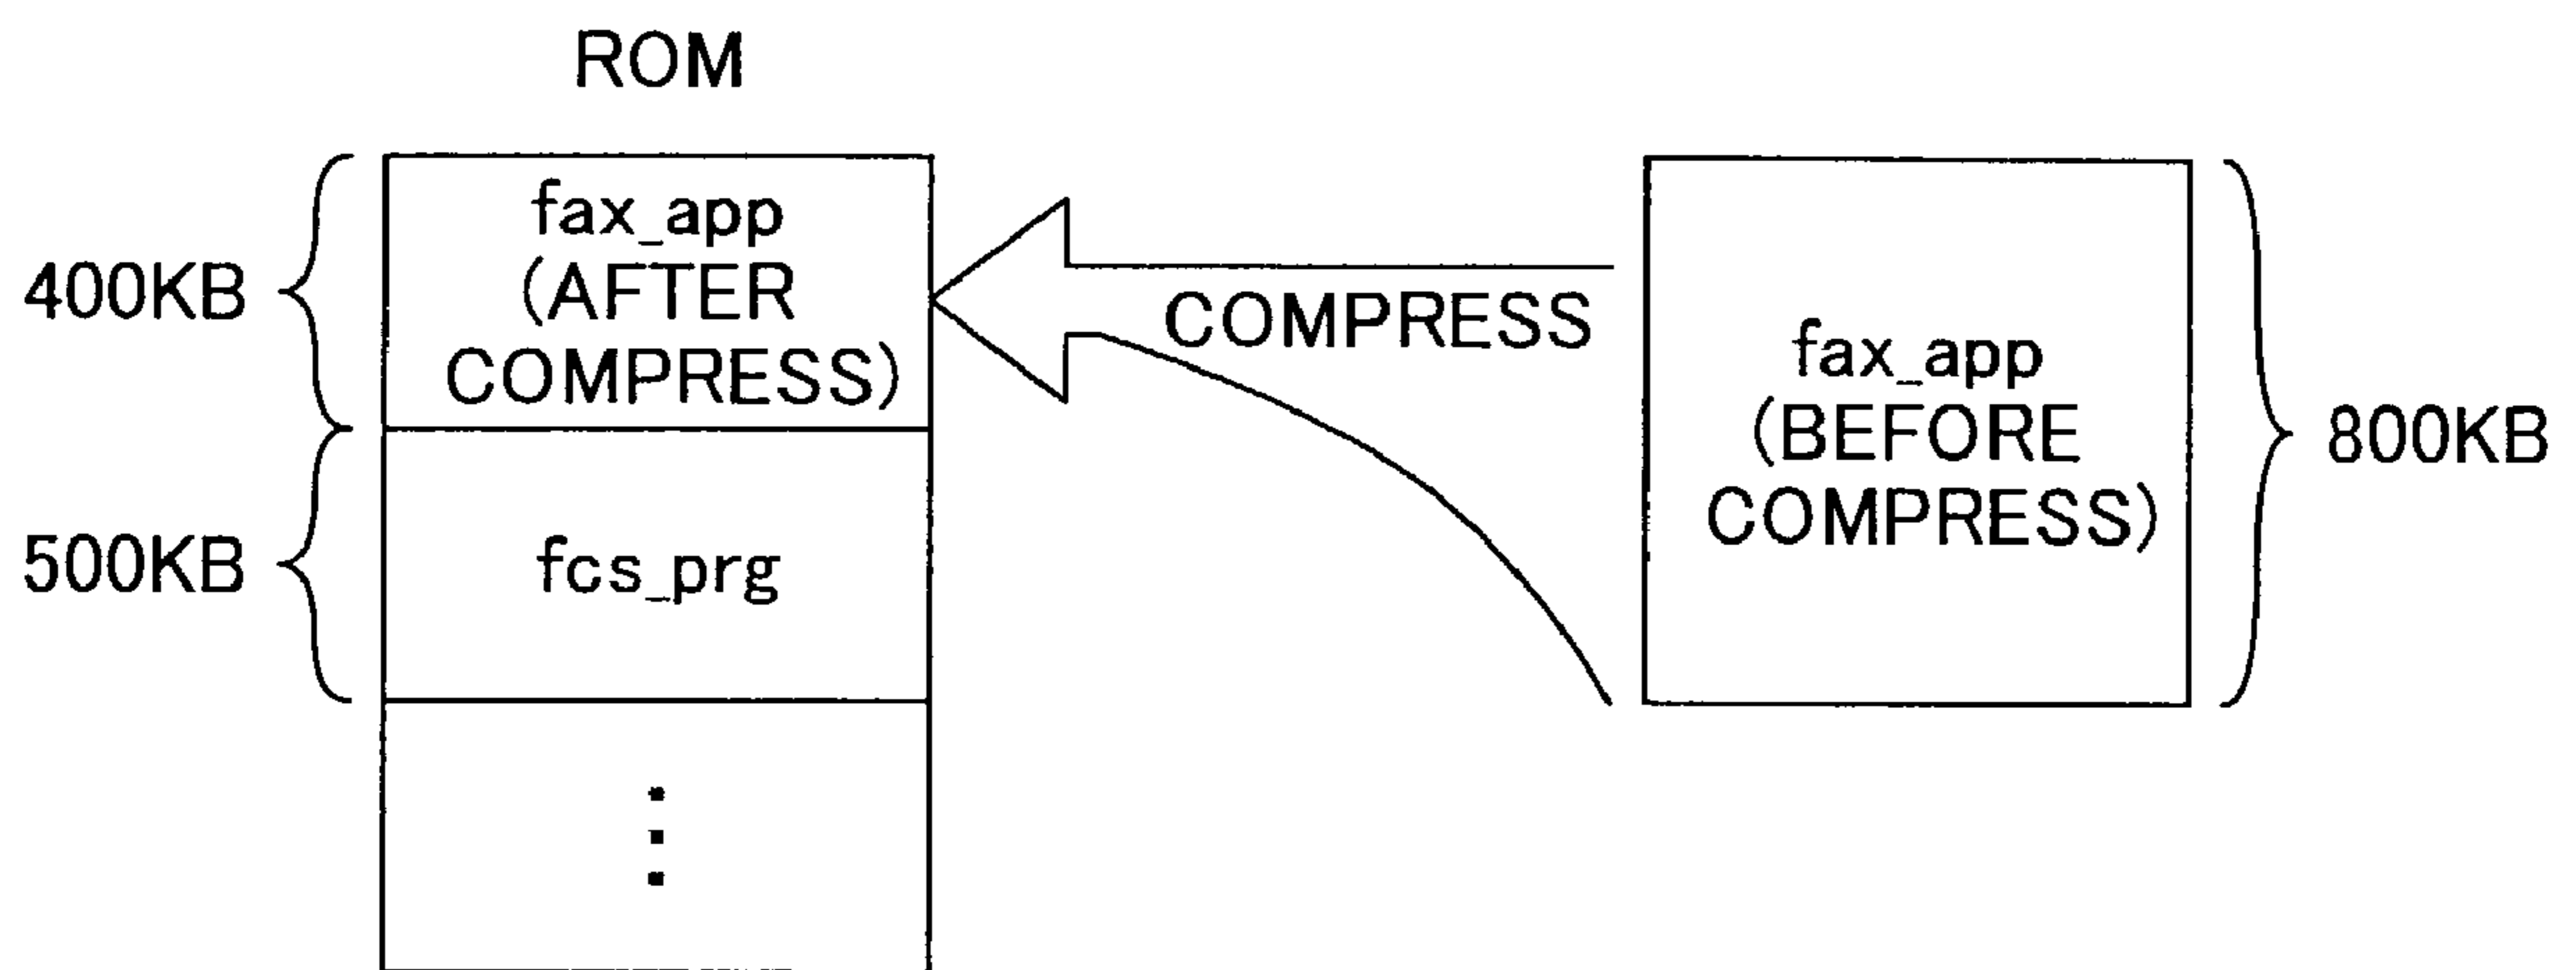 ROM
400KB
fax_app
(AFTER
COMPRESS)
COMPRESS
fax_app
(BEFORE
COMPRESS)
800KB
500KB
fcs_prg